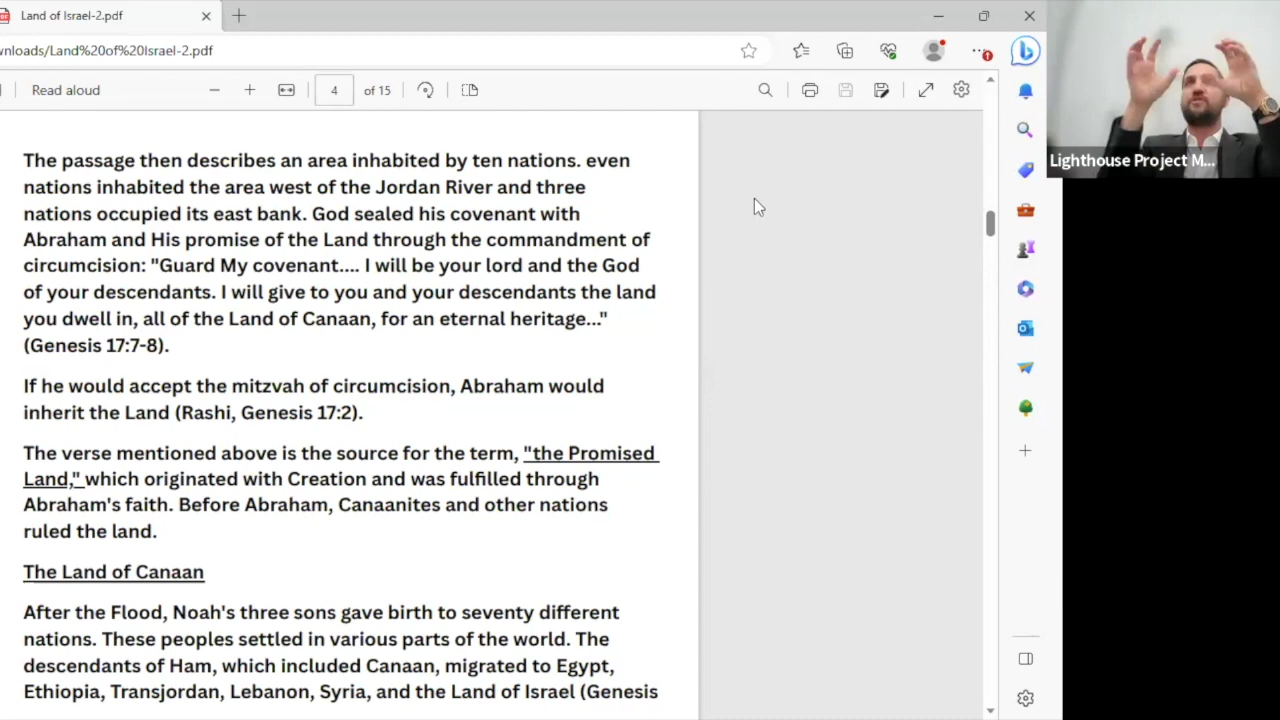 Land of Israel-2.pdf
wnloads/Land%20of%20Israel-2.pdf
Read aloud
4
of 15
Lighthouse Project M...
The passage then describes an area inhabited by ten nations. even
nations inhabited the area west of the Jordan River and three
nations occupied its east bank. God sealed his covenant with
Abraham and His promise of the Land through the commandment of
circumcision: "Guard My covenant.... I will be your lord and the God
of your descendants. I will give to you and your descendants the land
you dwell in, all of the Land of Canaan, for an eternal heritage..."
(Genesis 17:7-8).
If he would accept the mitzvah of circumcision, Abraham would
inherit the Land (Rashi, Genesis 17:2).
The verse mentioned above is the source for the term, "the Promised
Land," which originated with Creation and was fulfilled through
Abraham's faith. Before Abraham, Canaanites and other nations
ruled the land.
The Land of Canaan
After the Flood, Noah's three sons gave birth to seventy different
nations. These peoples settled in various parts of the world. The
descendants of Ham, which included Canaan, migrated to Egypt,
Ethiopia, Transjordan, Lebanon, Syria, and the Land of Israel (Genesis